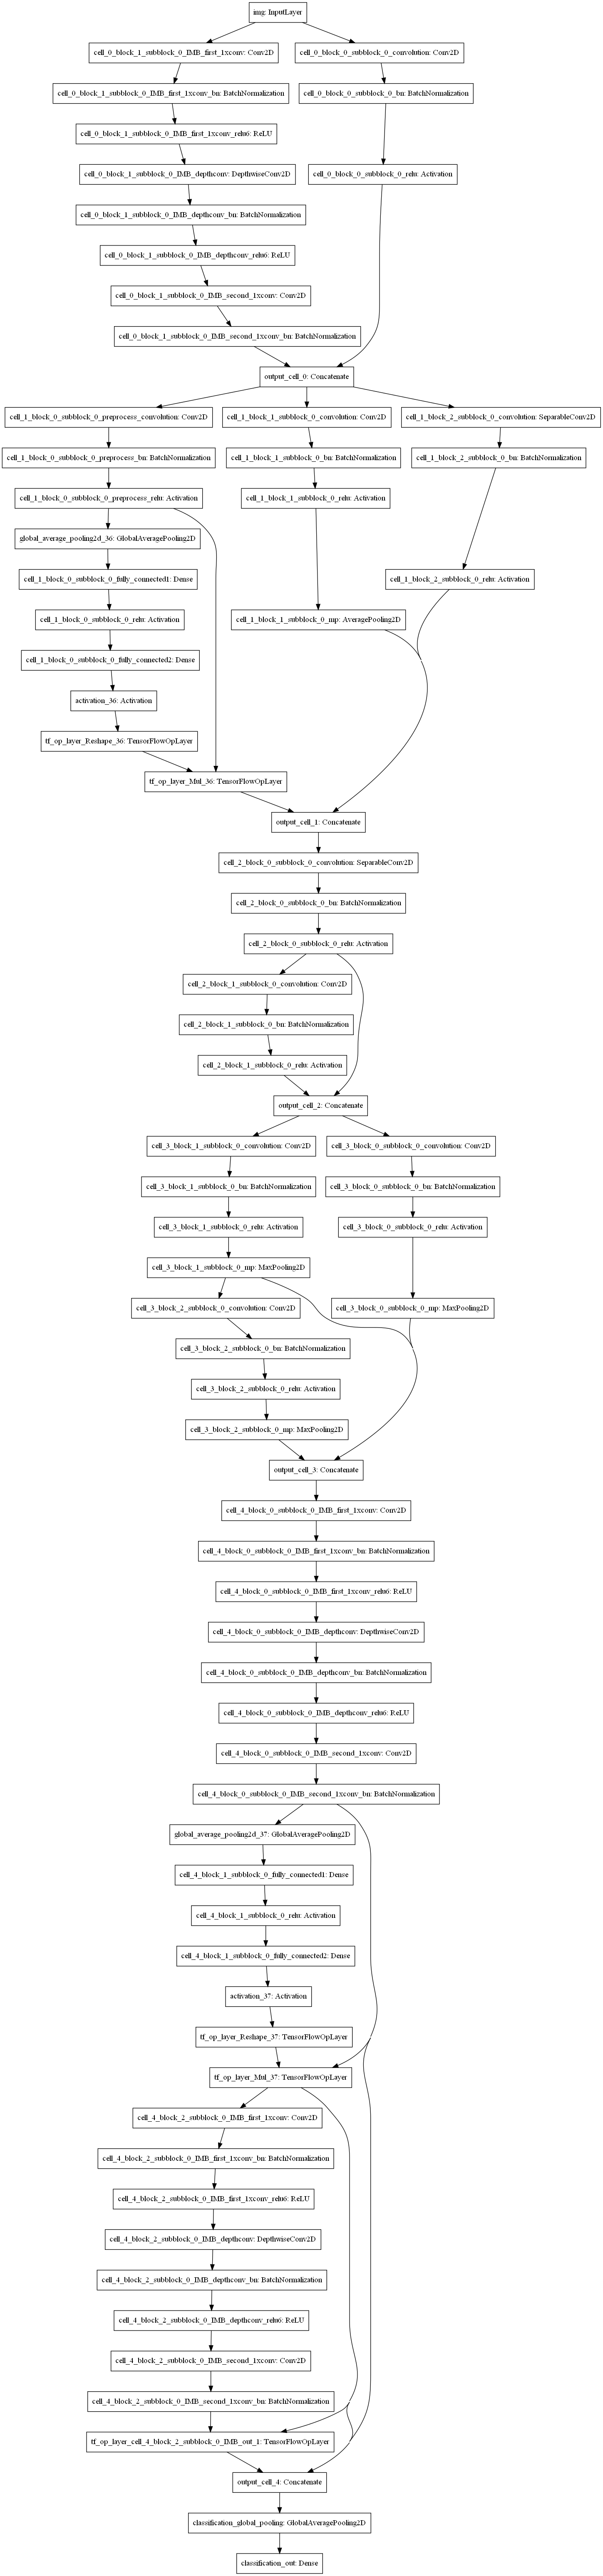 img: InputLayer
cell_0_block_1_subblock_0_IMB_first_1xconv: Conv2D
cell_0_block_0_subblock_0_convolution: Conv2D
cell_0_block_1_subblock_0_IMB_first_1xconv_bn: BatchNormalization
cell_0_block_0_subblock_0_bn: BatchNormalization
cell_0_block_1_subblock_0_IMB_first_1xconv_relu6: ReLU
cell_0_block_1_subblock_0_IMB_depthconv: DepthwiseConv2D
cell_0_block_0_subblock_0_relu: Activation
cell_0_block_1_subblock_0_IMB_depthconv_bn: BatchNormalization
cell_0_block_1_subblock_0_IMB_depthconv_relu6: ReLU
cell_0_block_1_subblock_0_IMB_second_1xconv: Conv2D
cell_0_block_1_subblock_0_IMB_second_1xconv_bn: BatchNormalization
output_cell_0: Concatenate
cell_1_block_0_subblock_0_preprocess_convolution: Conv2D
cell_1_block_1_subblock_0_convolution: Conv2D
cell_1_block_2_subblock_0_convolution: SeparableConv2D
cell_1_block_0_subblock_0_preprocess_bn: BatchNormalization
cell_1_block_1_subblock_0_bn: BatchNormalization
cell_1_block_2_subblock_0_bn: BatchNormalization
cell_1_block_0_subblock_0_preprocess_relu: Activation
cell_1_block_1_subblock_0_relu: Activation
global_average_pooling2d_36: GlobalAveragePooling2D
cell_1_block_0_subblock_0_fully_connected1: Dense
cell_1_block_2_subblock_0_relu: Activation
cell_1_block_0_subblock_0_relu: Activation
cell_1_block_1_subblock_0_mp: AveragePooling2D
cell_1_block_0_subblock_0_fully_connected2: Dense
activation_36: Activation
tf_op_layer_Reshape_36: TensorFlowOpLayer
tf_op_layer_Mul_36: TensorFlowOpLayer
output_cell_1: Concatenate
cell_2_block_0_subblock_0_convolution: SeparableConv2D
cell_2_block_0_subblock_0_bn: BatchNormalization
cell_2_block_0_subblock_0_relu: Activation
cell_2_block_1_subblock_0_convolution: Conv2D
cell_2_block_1_subblock_0_bn: BatchNormalization
cell_2_block_1_subblock_0_relu: Activation
output_cell_2: Concatenate
cell_3_block_1_subblock_0_convolution: Conv2D
cell_3_block_0_subblock_0_convolution: Conv2D
cell_3_block_1_subblock_0_bn: BatchNormalization
cell_3_block_0_subblock_0_bn: BatchNormalization
cell_3_block_1_subblock_0_relu: Activation
cell_3_block_0_subblock_0_relu: Activation
cell_3_block_1_subblock_0_mp: MaxPooling2D
cell_3_block_2_subblock_0_convolution: Conv2D
cell_3_block_0_subblock_0_mp: MaxPooling2D
cell_3_block_2_subblock_0_bn: BatchNormalization
cell_3_block_2_subblock_0_relu: Activation
cell_3_block_2_subblock_0_mp: MaxPooling2D
output_cell_3: Concatenate
cell_4_block_0_subblock_0_IMB_first_1xconv: Conv2D
cell_4_block_0_subblock_0_IMB_first_1xconv_bn: BatchNormalization
cell_4_block_0_subblock_0_IMB_first_1xconv_relu6: ReLU
cell_4_block_0_subblock_0_IMB_depthconv: DepthwiseConv2D
cell_4_block_0_subblock_0_IMB_depthconv_bn: BatchNormalization
cell_4_block_0_subblock_0_IMB_depthconv_relu6: ReLU
cell_4_block_0_subblock_0_IMB_second_1xconv: Conv2D
cell_4_block_0_subblock_0_IMB_second_1xconv_bn: BatchNormalization
global_average_pooling2d_37: GlobalAveragePooling2D
cell_4_block_1_subblock_0_fully_connected1: Dense
cell_4_block_1_subblock_0_relu: Activation
cell_4_block_1_subblock_0_fully_connected2: Dense
activation_37: Activation
tf_op_layer_Reshape_37: TensorFlowOpLayer
tf_op_layer_Mul_37: TensorFlowOpLayer
cell_4_block_2_subblock_0_IMB_first_1xconv: Conv2D
cell_4_block_2_subblock_0_IMB_first_1xconv_bn: BatchNormalization
cell_4_block_2_subblock_0_IMB_first_1xconv_relu6: ReLU
cell_4_block_2_subblock_0_IMB_depthconv: DepthwiseConv2D
cell_4_block_2_subblock_0_IMB_depthconv_bn: BatchNormalization
cell_4_block_2_subblock_0_IMB_depthconv_relu6: ReLU
cell_4_block_2_subblock_0_IMB_second_1xconv: Conv2D
cell_4_block_2_subblock_0_IMB_second_1xconv_bn: BatchNormalization
tf_op_layer_cell_4_block_2_subblock_0_IMB_out_1: TensorFlowOpLayer
output_cell_4: Concatenate
classification_global_pooling: GlobalAveragePooling2D
classification_out: Dense